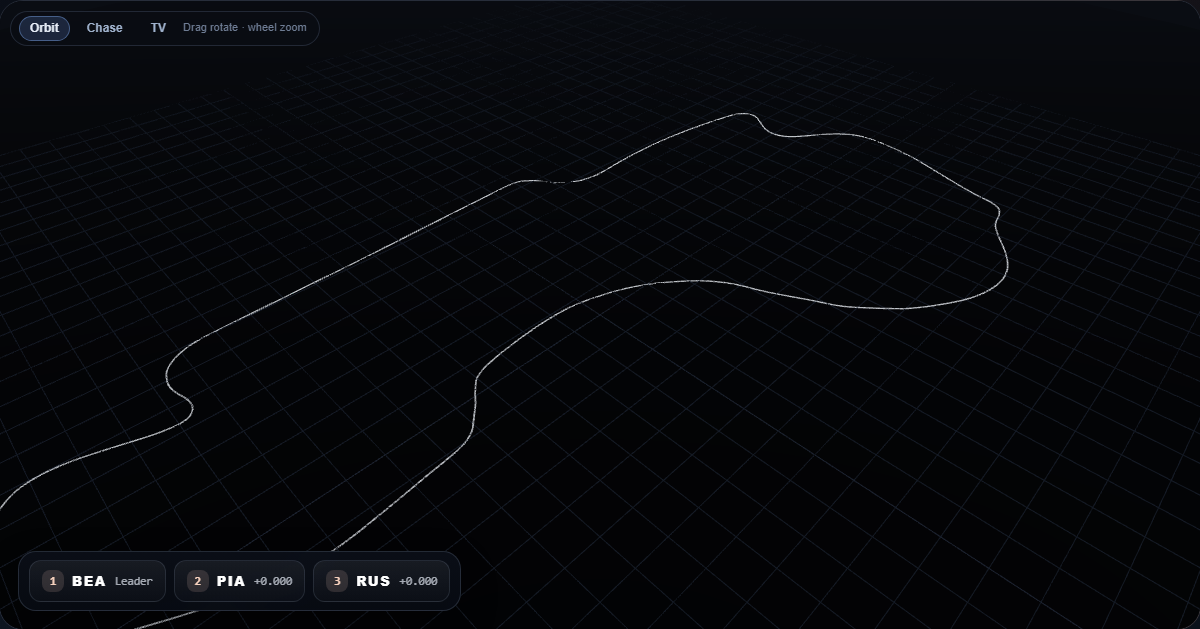 Orbit Chase TV Drag rotate · wheel zoom
1 BEA Leader 2 PIA +0.000 3 RUS +0.000